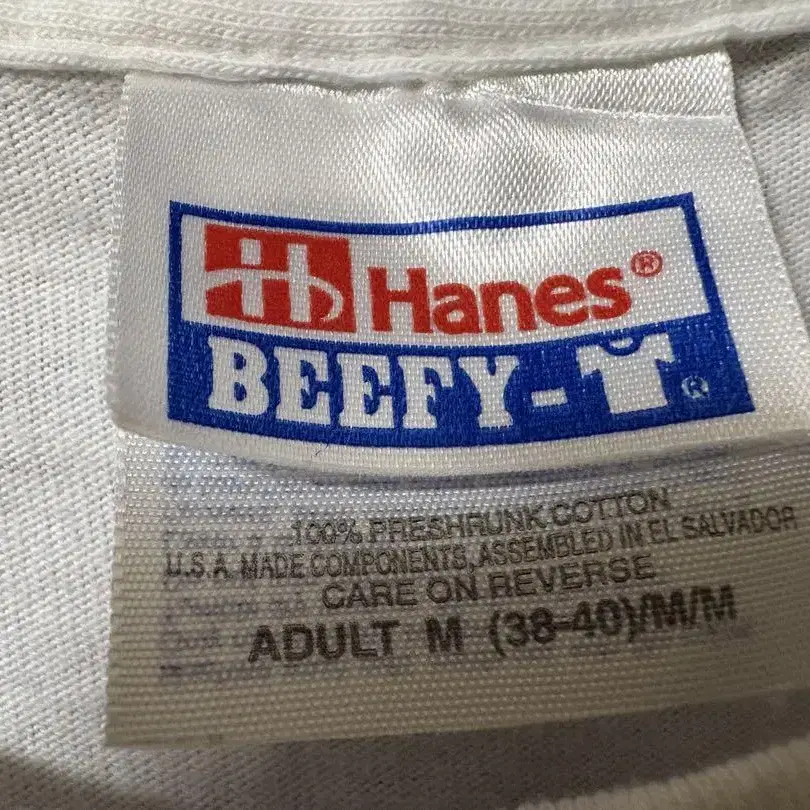 Hanes®
BEEFY-T®
100% PRESHRUNK COTTON
U.S.A. MADE COMPONENTS, ASSEMBLED IN EL SALVADOR
CARE ON REVERSE
ADULT M (38-40)/M/M